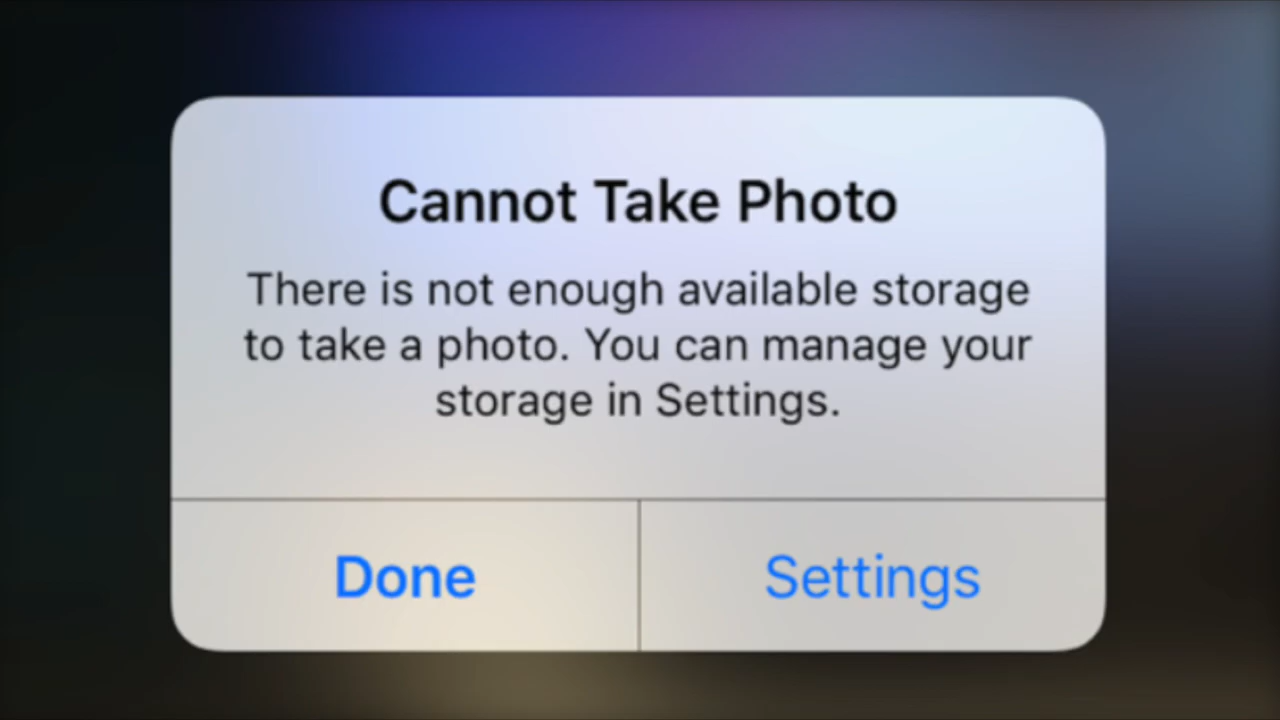 Cannot Take Photo
There is not enough available storage
to take a photo. You can manage your
storage in Settings.
Done
Settings